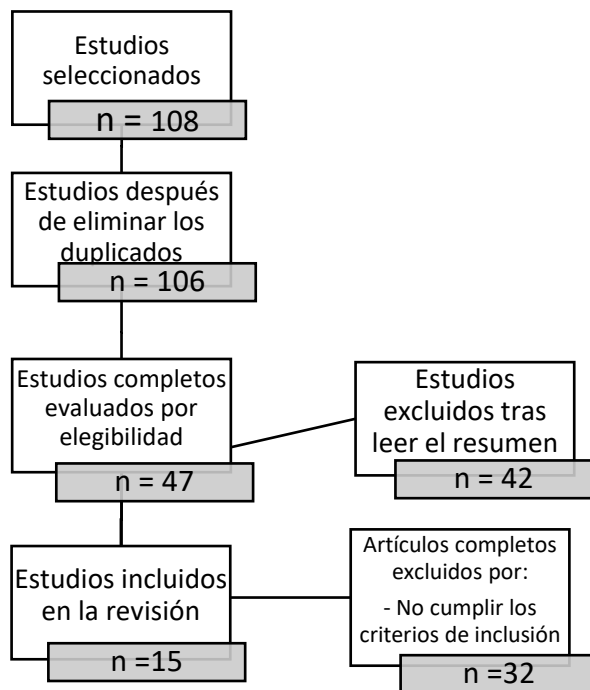 Estudios
seleccionados
n = 108
Estudios después
de eliminar los
duplicados
n = 106
Estudios completos
evaluados por
elegibilidad
n = 47
Estudios
excluidos tras
leer el resumen
n = 42
Estudios incluidos
en la revisión
n =15
Artículos completos
excluidos por:
- No cumplir los
criterios de inclusión
n =32